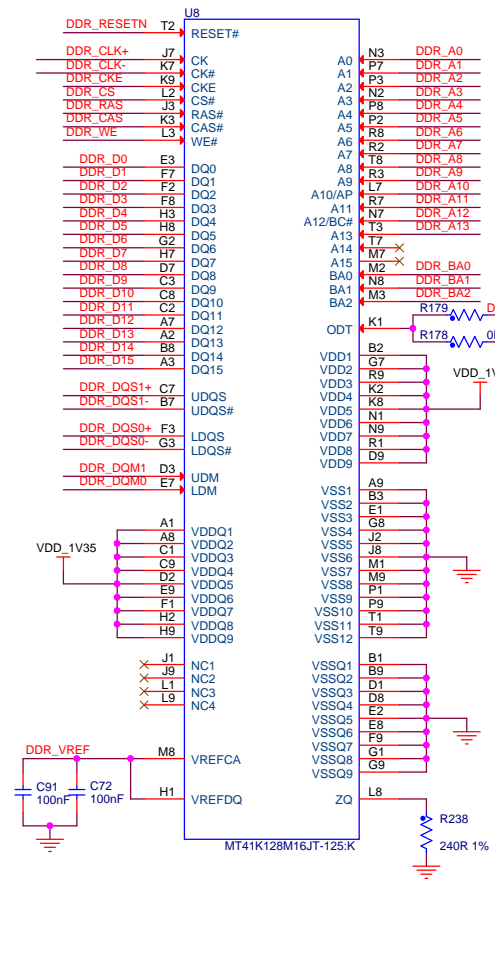 U8
DDR_RESETN T2 RESET#
DDR_CLK+ J7 CK A0 N3 DDR_A0
DDR_CLK- K7 CK# A1 P7 DDR_A1
DDR_CKE K9 CKE A2 P3 DDR_A2
DDR_CS L2 CS# A3 N2 DDR_A3
DDR_RAS J3 RAS# A4 P8 DDR_A4
DDR_CAS K3 CAS# A5 P2 DDR_A5
DDR_WE L3 WE# A6 R8 DDR_A6
A7 R2 DDR_A7
DDR_D0 E3 DQ0 A8 T8 DDR_A8
DDR_D1 F7 DQ1 A9 R3 DDR_A9
DDR_D2 F2 DQ2 A10/AP L7 DDR_A10
DDR_D3 F8 DQ3 A11 R7 DDR_A11
DDR_D4 H3 DQ4 A12/BC# N7 DDR_A12
DDR_D5 H8 DQ5 A13 T3 DDR_A13
DDR_D6 G2 DQ6 A14 T7
DDR_D7 H7 DQ7 A15 M7
DDR_D8 D7 DQ8 BA0 M2 DDR_BA0
DDR_D9 C3 DQ9 BA1 N8 DDR_BA1
DDR_D10 C8 DQ10 BA2 M3 DDR_BA2
DDR_D11 C2 DQ11 R179 D
DDR_D12 A7 DQ12 ODT K1
DDR_D13 A2 DQ13 R178 0
DDR_D14 B8 DQ14 VDD1 B2
DDR_D15 A3 DQ15 VDD2 G7
VDD3 R9 VDD_1V
DDR_DQS1+ C7 UDQS VDD4 K2
DDR_DQS1- B7 UDQS# VDD5 K8
VDD6 N1
DDR_DQS0+ F3 LDQS VDD7 N9
DDR_DQS0- G3 LDQS# VDD8 R1
VDD9 D9
DDR_DQM1 D3 UDM
DDR_DQM0 E7 LDM VSS1 A9
VSS2 B3
VSS3 E1
A1 VDDQ1 VSS4 G8
A8 VDDQ2 VSS5 J2
VDD_1V35 C1 VDDQ3 VSS6 J8
C9 VDDQ4 VSS7 M1
D2 VDDQ5 VSS8 M9
E9 VDDQ6 VSS9 P1
F1 VDDQ7 VSS10 P9
H2 VDDQ8 VSS11 T1
H9 VDDQ9 VSS12 T9
J1 NC1 VSSQ1 B1
J9 NC2 VSSQ2 B9
L1 NC3 VSSQ3 D1
L9 NC4 VSSQ4 D8
VSSQ5 E2
VSSQ6 E8
VSSQ7 F9
DDR_VREF M8 VREFCA VSSQ8 G1
VSSQ9 G9
C91 C72
100nF 100nF H1 VREFDQ ZQ L8
R238
240R 1%
MT41K128M16JT-125:K